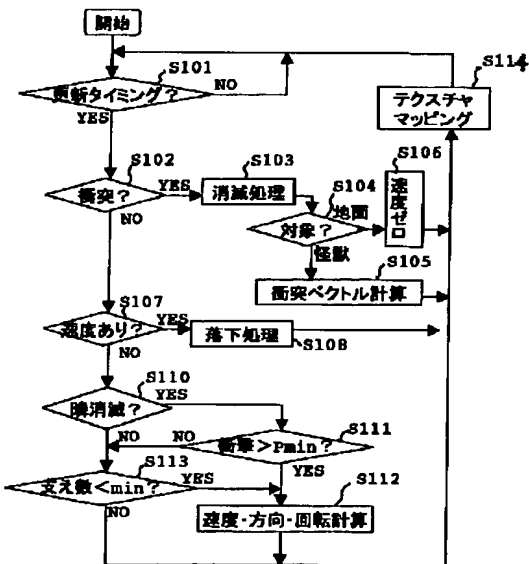 開始
S101
更新タイミング?
NO
YES
S114
テクスチャ
マッピング
S102
衝突?
YES
NO
S103
消滅処理
S104
対象?
地面
怪獣
S106
速度ゼロ
S105
衝突ベクトル計算
S107
速度あり?
YES
NO
落下処理
S108
S110
隣消滅?
YES
NO
S111
衝撃>Pmin?
NO
YES
S113
支え数<min?
YES
NO
S112
速度・方向・回転計算